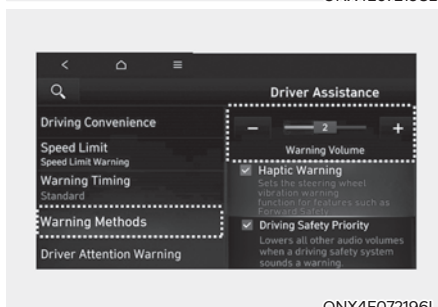 Driver Assistance
Driving Convenience
Speed Limit
Speed Limit Warning
Warning Timing
Standard
Warning Methods
Driver Attention Warning
− 2 +
Warning Volume
Haptic Warning
Sets the steering wheel
vibration warning
function for features such as
Forward Safety
Driving Safety Priority
Lowers all other audio volumes
when a driving safety system
sounds a warning.